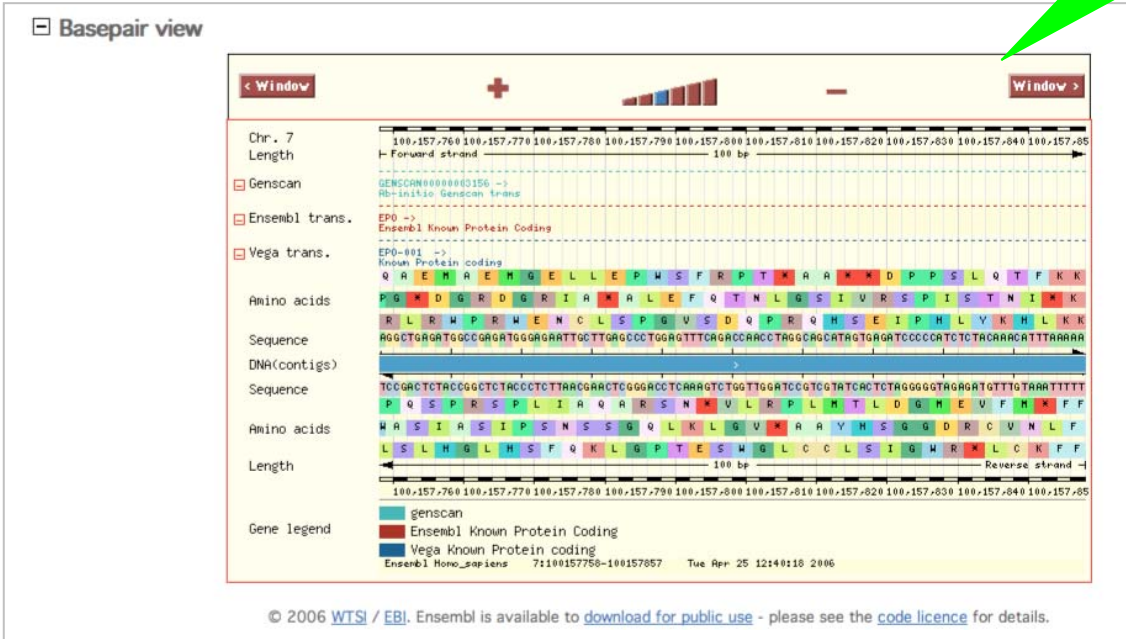 Basepair view
< Window
Window >
Chr. 7
100,157,760 100,157,770 100,157,780 100,157,790 100,157,800 100,157,810 100,157,820 100,157,830 100,157,840 100,157,85
Length
Forward strand
100 bp
Genscan
GENSCAN00000003156 ->
Ab-initio Genscan trans
Ensembl trans.
EPO ->
Ensembl Known Protein Coding
Vega trans.
EPO-001 ->
Known Protein coding
Q A E M A E M G E L L E P W S F R P T * A A * * D P P S L Q T F K K
Amino acids
P G * D G R D G R I A * A L E F Q T N L G S I V R S P I S T N I * K
R L R W P R W E N C L S P G V S D Q P R Q H S E I P H L Y K H L K K
Sequence
AGGCTGAGATGGCCGAGATGGGAGAATTGCTTGAGCCCTGGAGTTTCAGACCAACCTAGGCAGCATAGTGAGATCCCCCATCTCTACAAACATTTAAAAA
DNA(contigs)
>
Sequence
TCCGACTCTACCGGCTCTACCCTCTTAACGAACTCGGGACCTCAAAGTCTGGTTGGATCCGTCGTATCACTCTAGGGGGTAGAGATGTTTGTAAATTTTT
P Q S P R S P L I A Q A R S N * V L R P L M T L D G M E V F M * F F
Amino acids
W A S I A S I P S N S S G Q L K L G V * A A Y H S G G D R C V N L F
L S L H G L H S F Q K L G P T E S W G L C C L S I G W R * L C K F F
Length
100 bp
Reverse strand
100,157,760 100,157,770 100,157,780 100,157,790 100,157,800 100,157,810 100,157,820 100,157,830 100,157,840 100,157,85
Gene legend
genscan
Ensembl Known Protein Coding
Vega Known Protein coding
Ensembl Homo_sapiens 7:100157758-100157857 Tue Apr 25 12:40:18 2006
© 2006 WTSI / EBI. Ensembl is available to download for public use - please see the code licence for details.